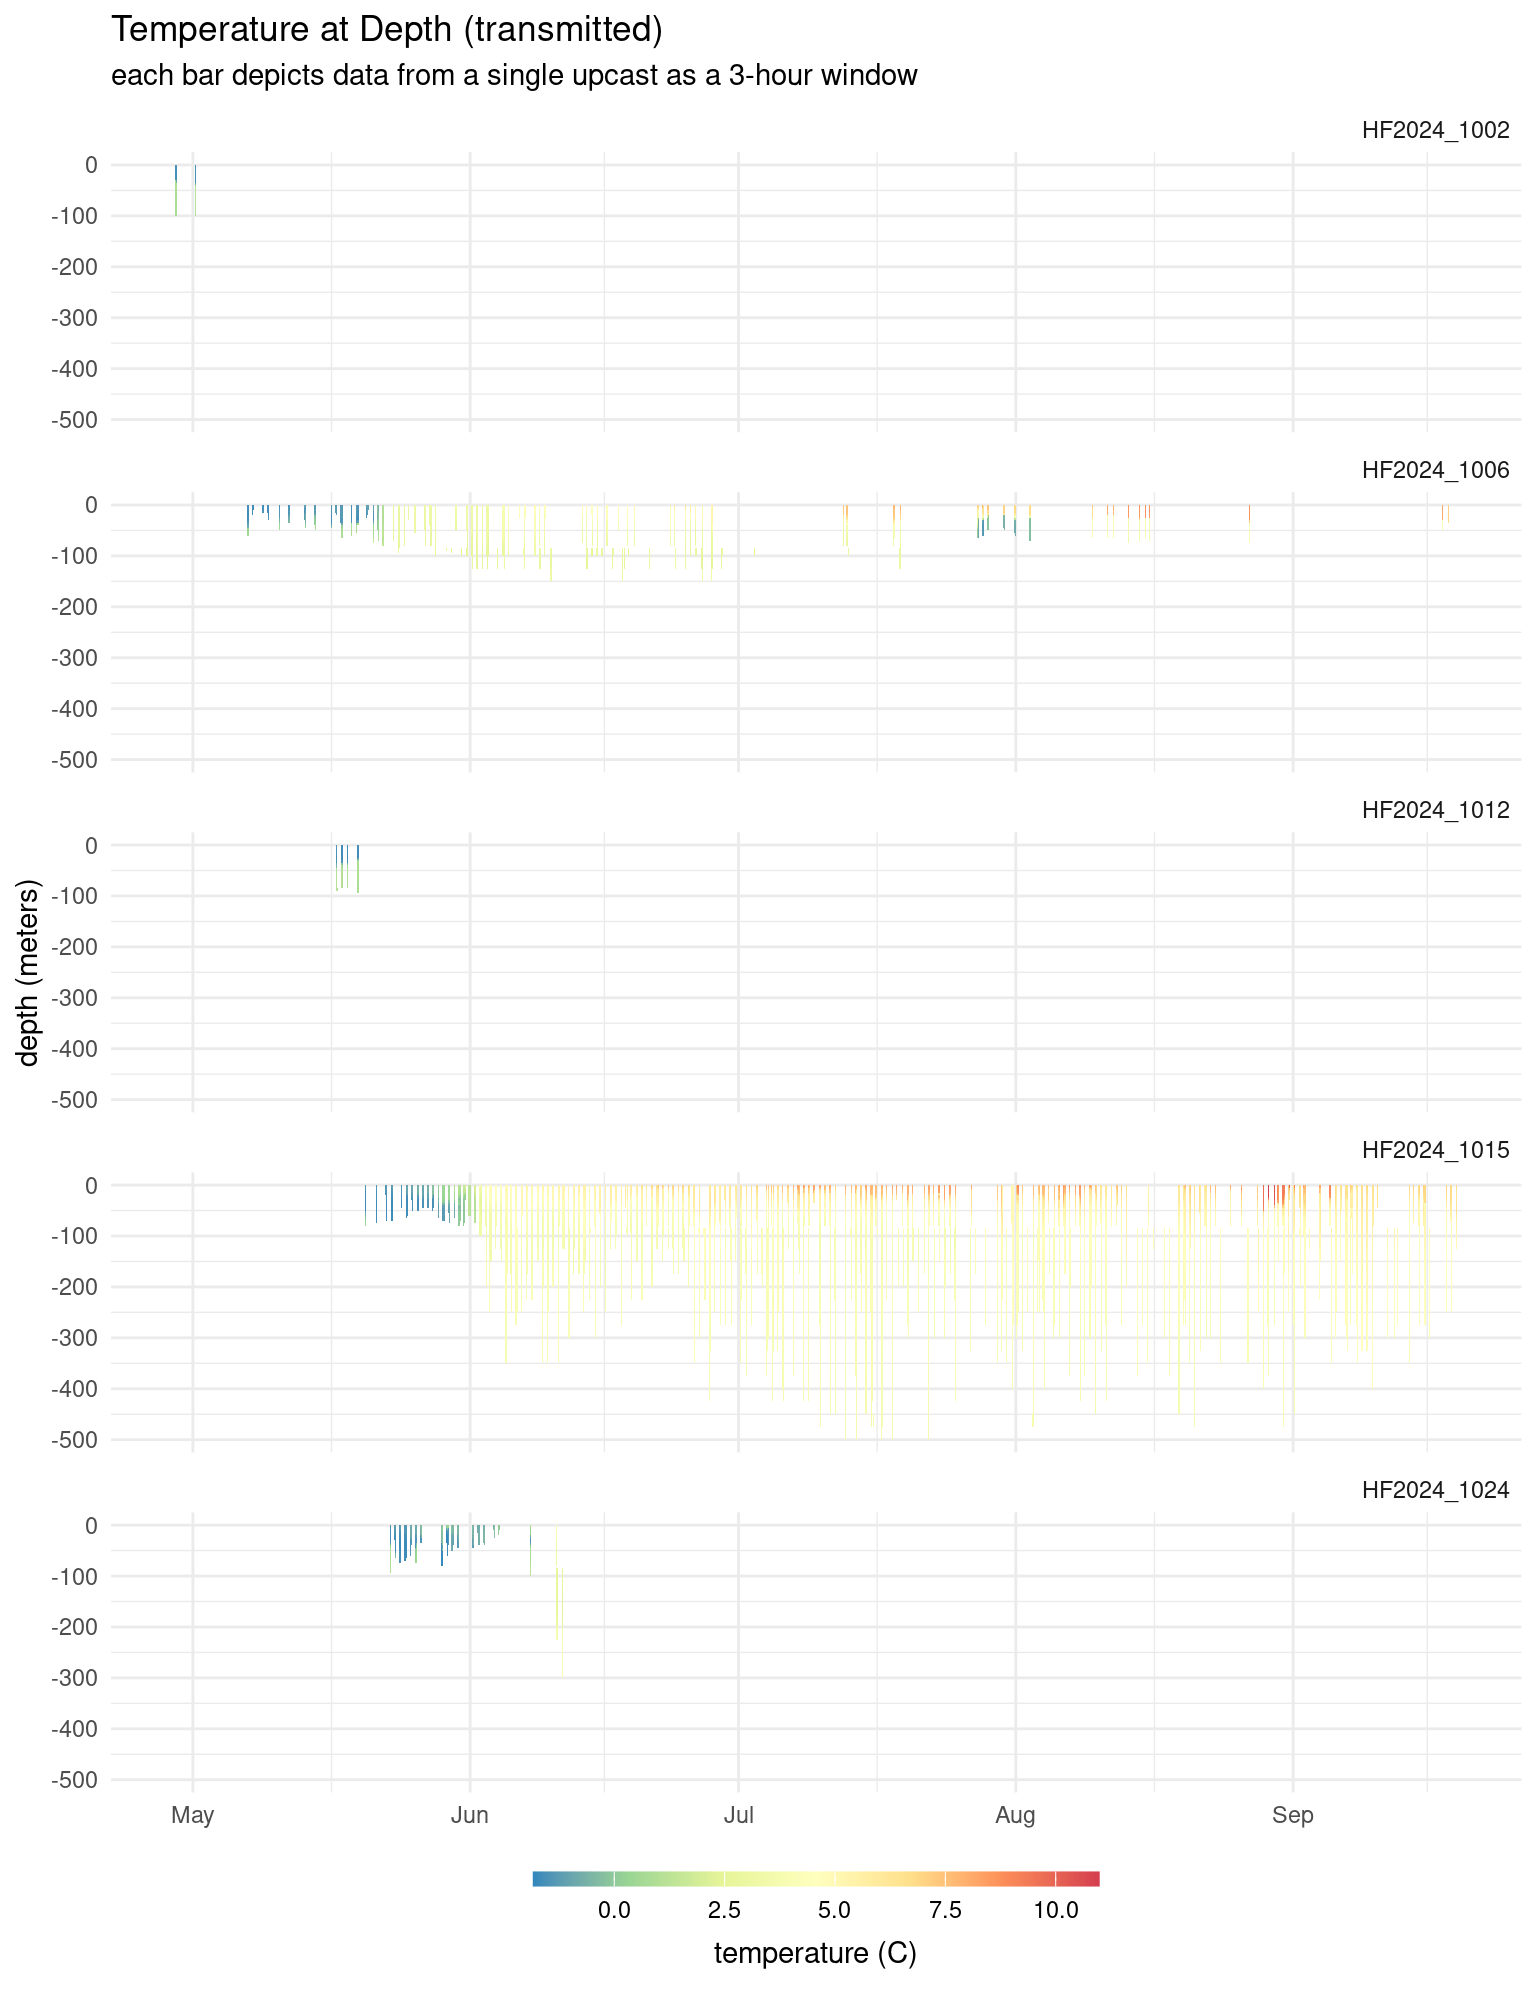 Temperature at Depth (transmitted)
each bar depicts data from a single upcast as a 3-hour window
HF2024_1002
0
-100
-200
-300
-400
-500
HF2024_1006
0
-100
-200
-300
-400
-500
HF2024_1012
0
-100
-200
-300
-400
-500
depth (meters)
HF2024_1015
0
-100
-200
-300
-400
-500
HF2024_1024
0
-100
-200
-300
-400
-500
May Jun Jul Aug Sep
0.0 2.5 5.0 7.5 10.0
temperature (C)